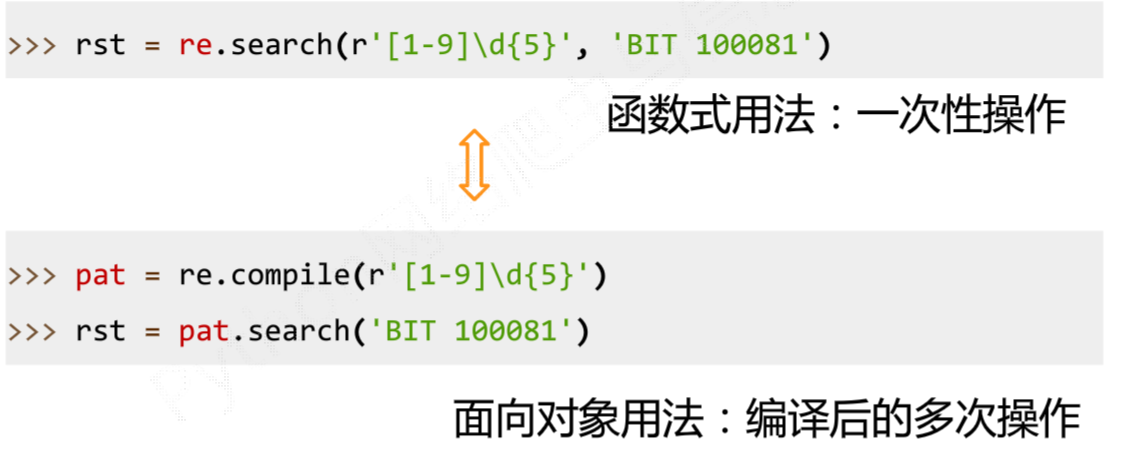 >>> rst = re.search(r'[1-9]\d{5}', 'BIT 100081')
函数式用法：一次性操作
>>> pat = re.compile(r'[1-9]\d{5}')
>>> rst = pat.search('BIT 100081')
面向对象用法：编译后的多次操作